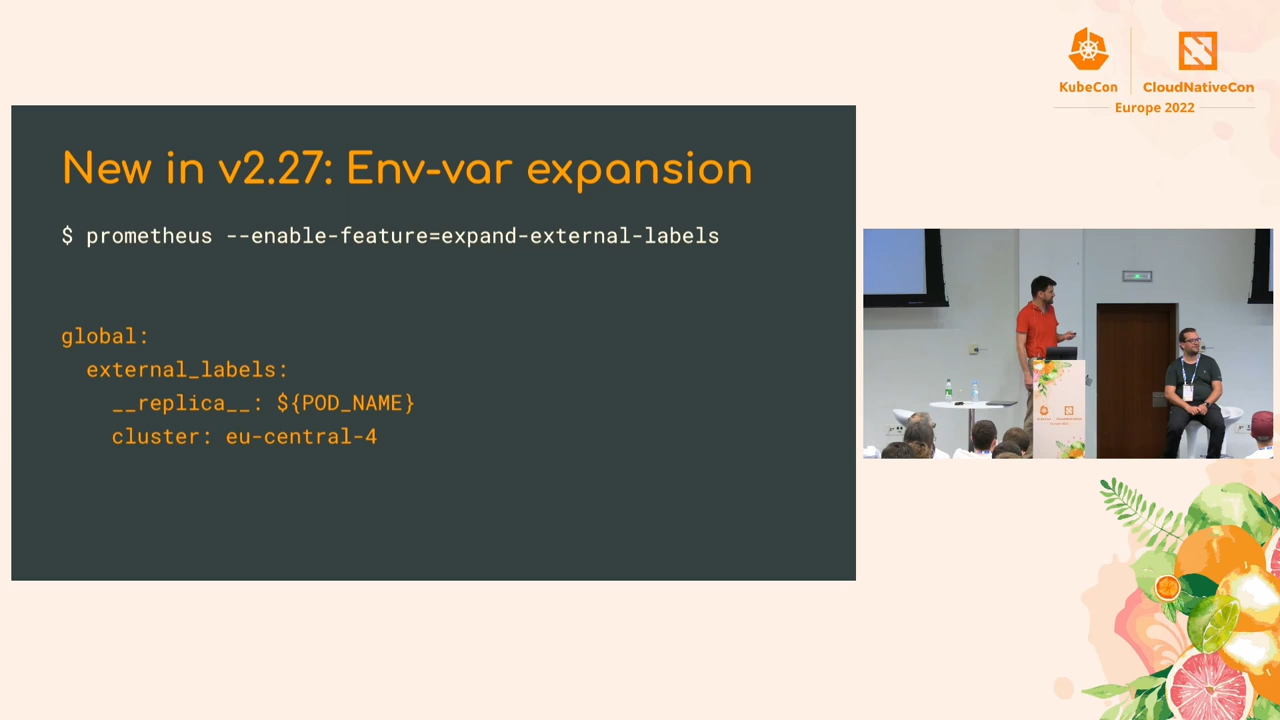 KubeCon
CloudNativeCon
Europe 2022
New in v2.27: Env-var expansion
$ prometheus --enable-feature=expand-external-labels
global:
external_labels:
__replica__: ${POD_NAME}
cluster: eu-central-4